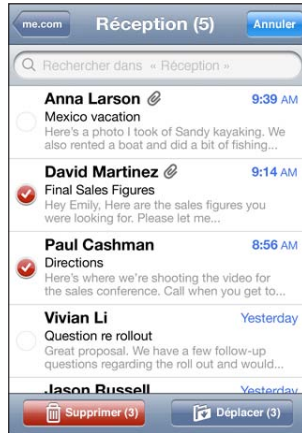 me.com Réception (5) Annuler
Rechercher dans « Réception »
Anna Larson 9:39 AM
Mexico vacation
Here's a photo I took of Sandy kayaking. We
also rented a boat and did a bit of fishing...
David Martinez 9:14 AM
Final Sales Figures
Hey Emily, Here are the sales figures you
were looking for. Please let me...
Paul Cashman 8:56 AM
Directions
Here's where we're shooting the video for
the sales conference. Call when you get to...
Vivian Li Yesterday
Question re rollout
Great proposal. We have a few follow-up
questions regarding the roll out and would...
Jason Russell Yesterday
Supprimer (3) Déplacer (3)